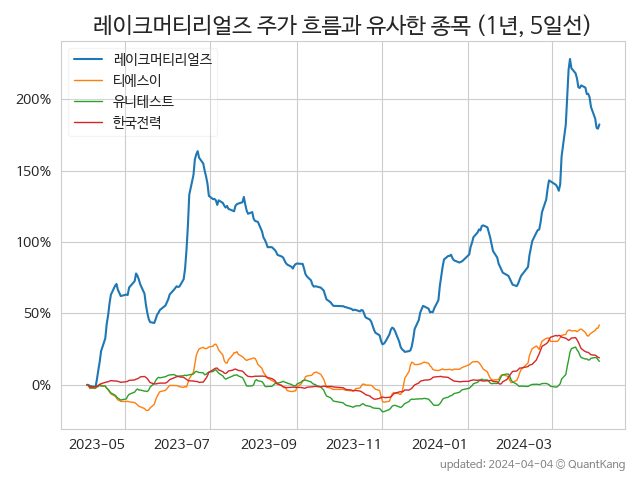 레이크머티리얼즈 주가 흐름과 유사한 종목 (1년, 5일선)
레이크머티리얼즈
티에스이
유니테스트
한국전력
200%
150%
100%
50%
0%
2023-05 2023-07 2023-09 2023-11 2024-01 2024-03
updated: 2024-04-04 © QuantKang